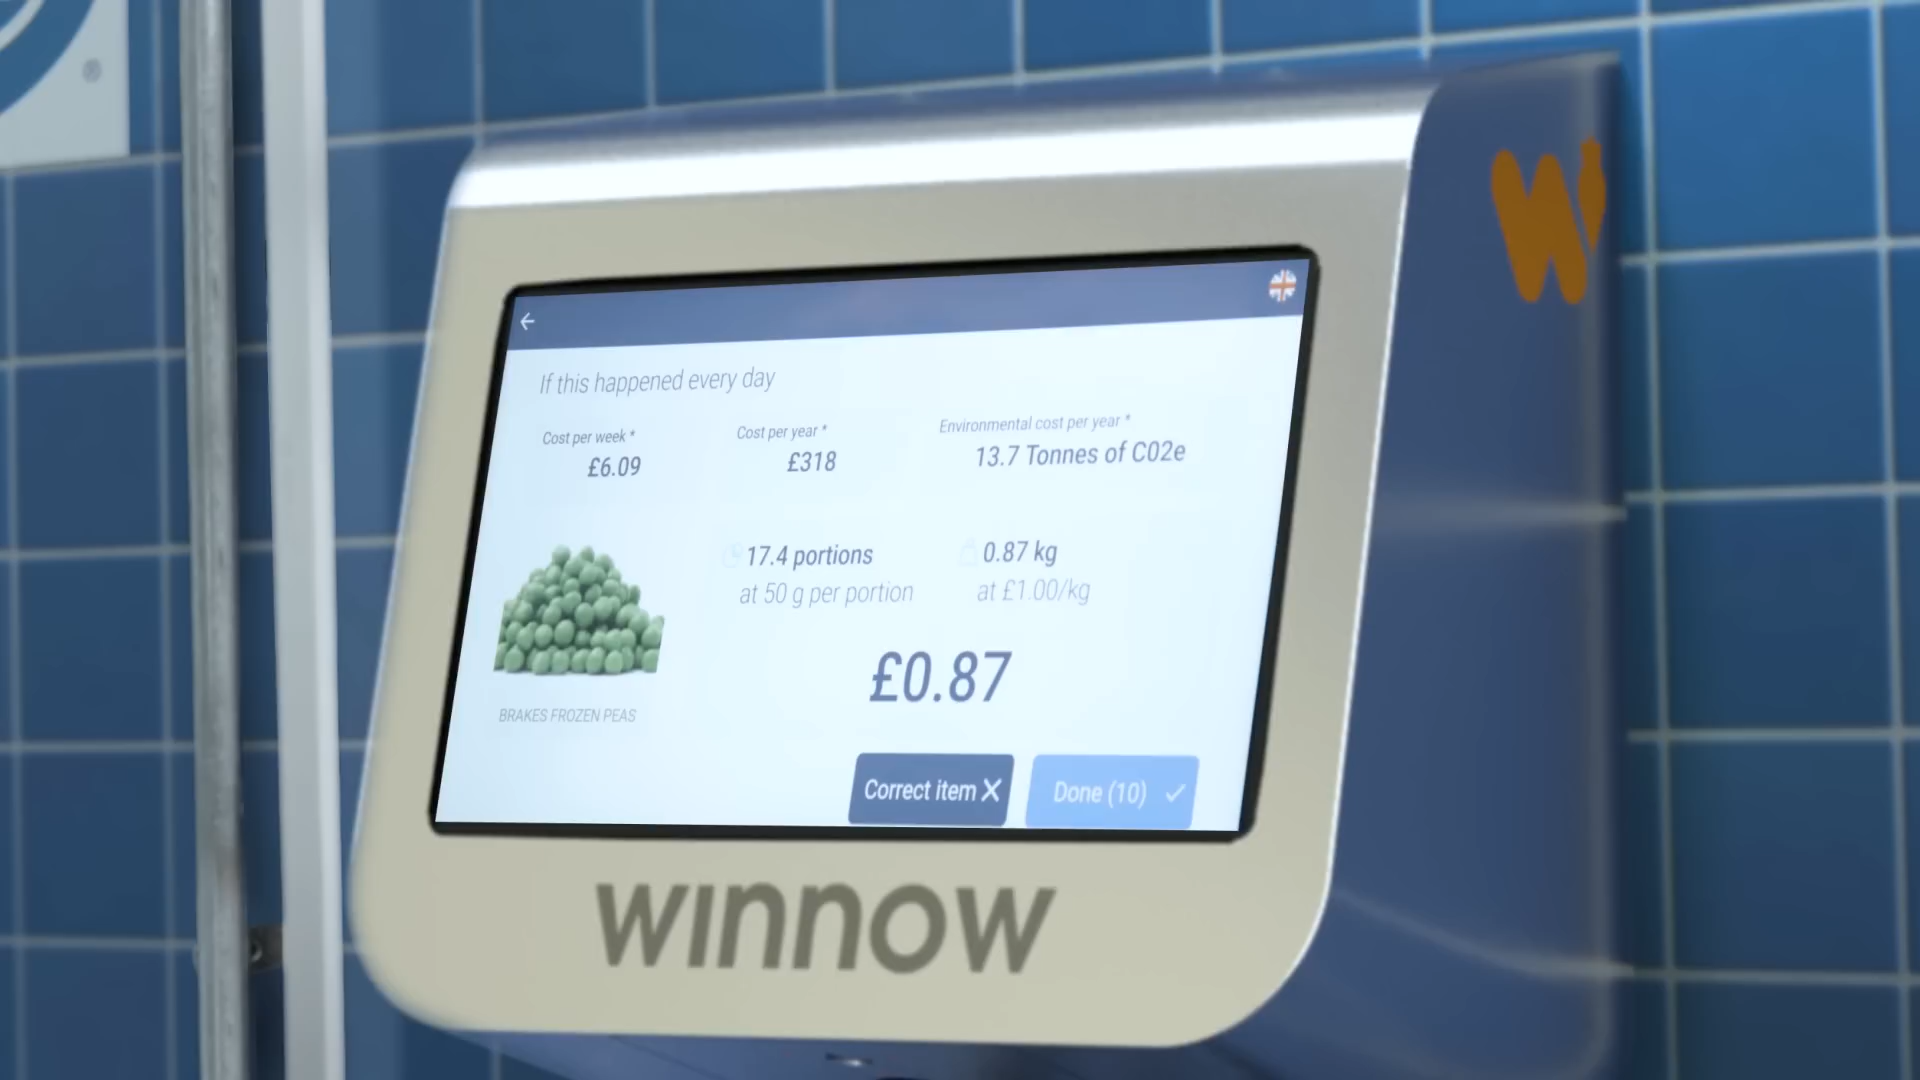 ®
If this happened every day
Cost per week *
£6.09
Cost per year *
£318
Environmental cost per year *
13.7 Tonnes of C02e
17.4 portions
at 50 g per portion
0.87 kg
at £1.00/kg
£0.87
BRAKES FROZEN PEAS
Correct item
Done (10)
winnow
W